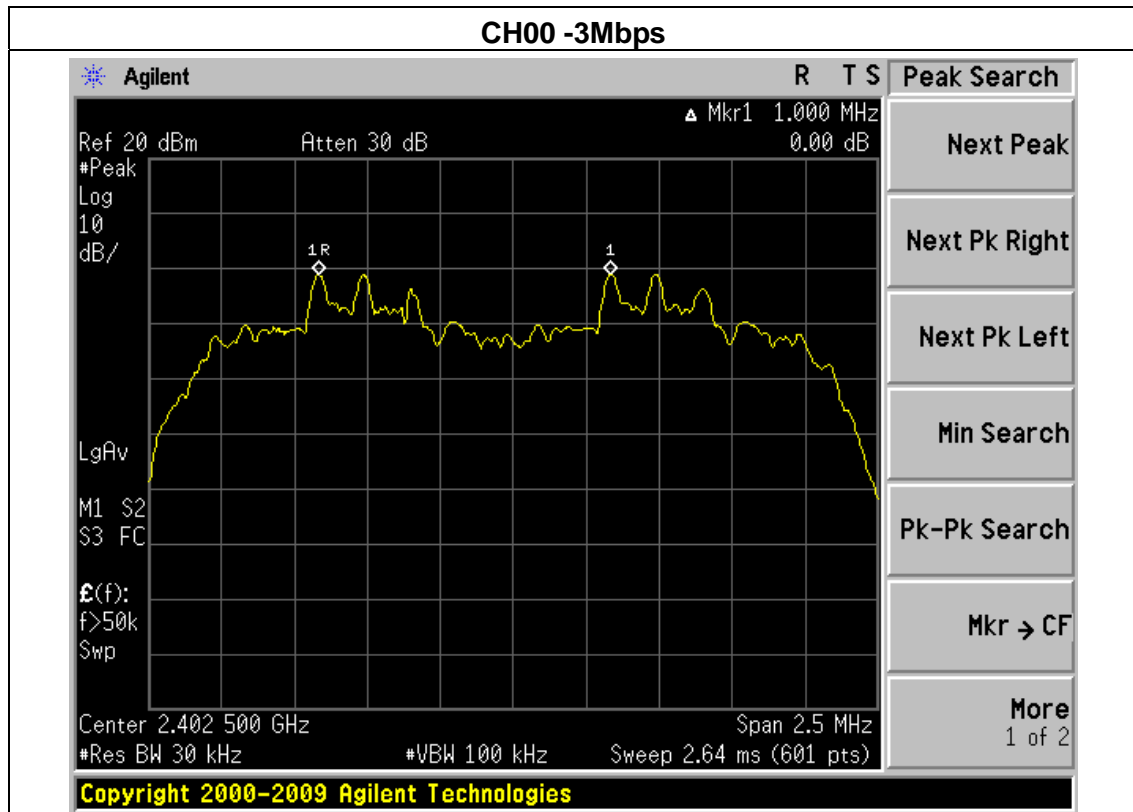 CH00 -3Mbps
Agilent R T S Peak Search
Mkr1 1.000 MHz
Ref 20 dBm Atten 30 dB 0.00 dB
#Peak
Log
10
dB/
1R 1
LgAv
M1 S2
S3 FC
£(f):
f>50k
Swp
Center 2.402 500 GHz Span 2.5 MHz
#Res BW 30 kHz #VBW 100 kHz Sweep 2.64 ms (601 pts)
Next Peak
Next Pk Right
Next Pk Left
Min Search
Pk-Pk Search
Mkr → CF
More
1 of 2
Copyright 2000-2009 Agilent Technologies